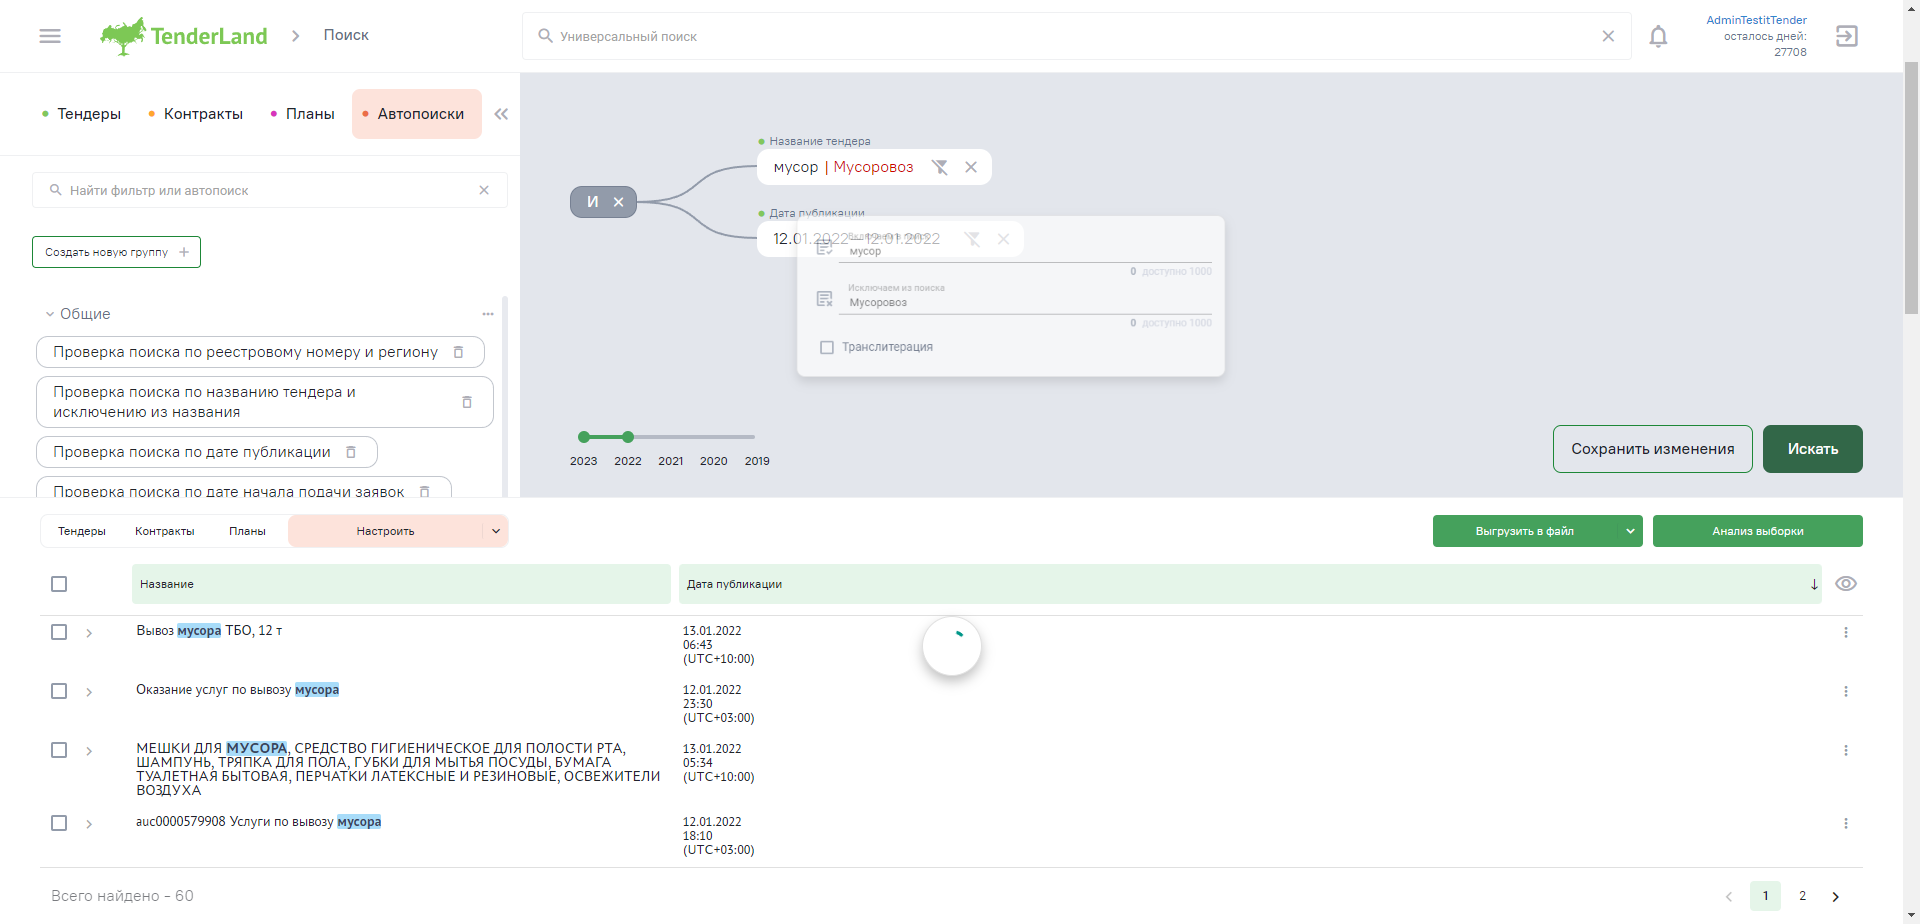 TenderLand
Поиск
Универсальный поиск
AdminTestitTender
осталось дней:
27708
Тендеры
Контракты
Планы
Автопоиски
Найти фильтр или автопоиск
Создать новую группу
Общие
Проверка поиска по реестровому номеру и региону
Проверка поиска по названию тендера и
исключению из названия
Проверка поиска по дате публикации
Проверка поиска по дате начала подачи заявок
И
Название тендера
мусор | Мусоровоз
Дата публикации
12.01.2022—12.01.2022
Включаем в поиск
мусор
0 доступно 1000
Исключаем из поиска
Мусоровоз
0 доступно 1000
Транслитерация
2023 2022 2021 2020 2019
Сохранить изменения
Искать
Тендеры Контракты Планы Настроить
Выгрузить в файл
Анализ выборки
Название
Дата публикации
Вывоз мусора ТБО, 12 т
13.01.2022
06:43
(UTC+10:00)
Оказание услуг по вывозу мусора
12.01.2022
23:30
(UTC+03:00)
МЕШКИ ДЛЯ МУСОРА, СРЕДСТВО ГИГИЕНИЧЕСКОЕ ДЛЯ ПОЛОСТИ РТА,
ШАМПУНЬ, ТРЯПКА ДЛЯ ПОЛА, ГУБКИ ДЛЯ МЫТЬЯ ПОСУДЫ, БУМАГА
ТУАЛЕТНАЯ БЫТОВАЯ, ПЕРЧАТКИ ЛАТЕКСНЫЕ И РЕЗИНОВЫЕ, ОСВЕЖИТЕЛИ
ВОЗДУХА
13.01.2022
05:34
(UTC+10:00)
auc0000579908 Услуги по вывозу мусора
12.01.2022
18:10
(UTC+03:00)
Всего найдено - 60
1 2